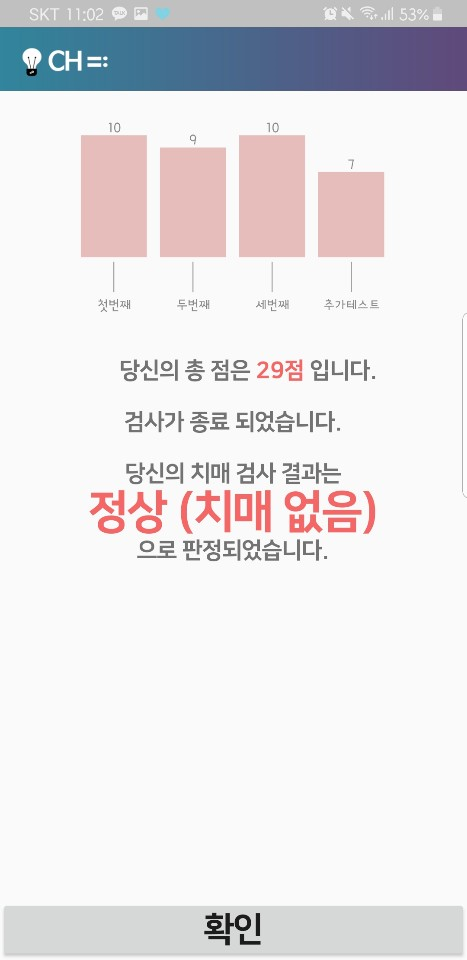 SKT 11:02 53%
CH =:
10 9 10 7
첫번째 두번째 세번째 추가테스트
당신의 총 점은 29점 입니다.
검사가 종료 되었습니다.
당신의 치매 검사 결과는
정상 (치매 없음)
으로 판정되었습니다.
확인